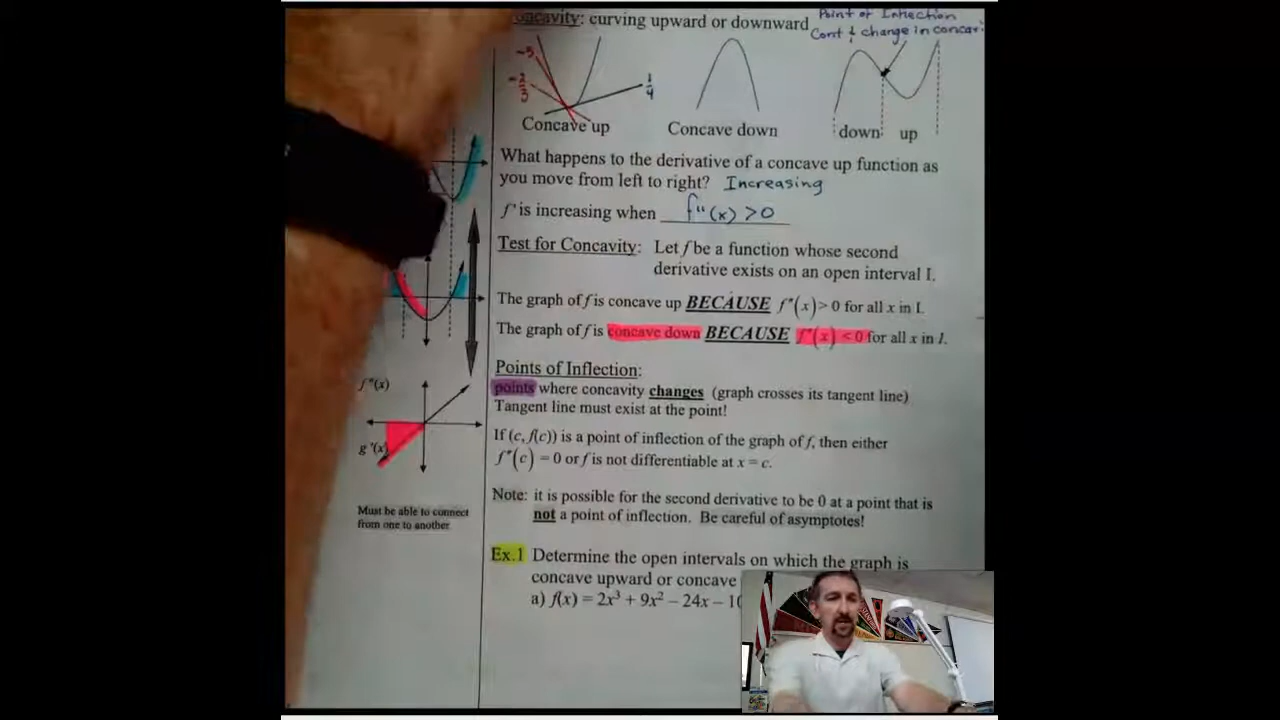 Concavity: curving upward or downward
Point of Inflection
Cont & change in concavi
-5
-2/3
1/4
Concave up
Concave down
down
up
What happens to the derivative of a concave up function as
you move from left to right? Increasing
f' is increasing when f"(x) >0
Test for Concavity: Let f be a function whose second
derivative exists on an open interval I.
The graph of f is concave up BECAUSE f"(x) > 0 for all x in I.
The graph of f is concave down BECAUSE f"(x) < 0 for all x in I.
Points of Inflection:
points where concavity changes (graph crosses its tangent line)
Tangent line must exist at the point!
If (c, f(c)) is a point of inflection of the graph of f, then either
f"(c) = 0 or f is not differentiable at x = c.
Note: it is possible for the second derivative to be 0 at a point that is
not a point of inflection. Be careful of asymptotes!
Ex.1 Determine the open intervals on which the graph is
concave upward or concave
a) f(x) = 2x³ + 9x² – 24x – 10
f"(x)
g'(x)
Must be able to connect
from one to another